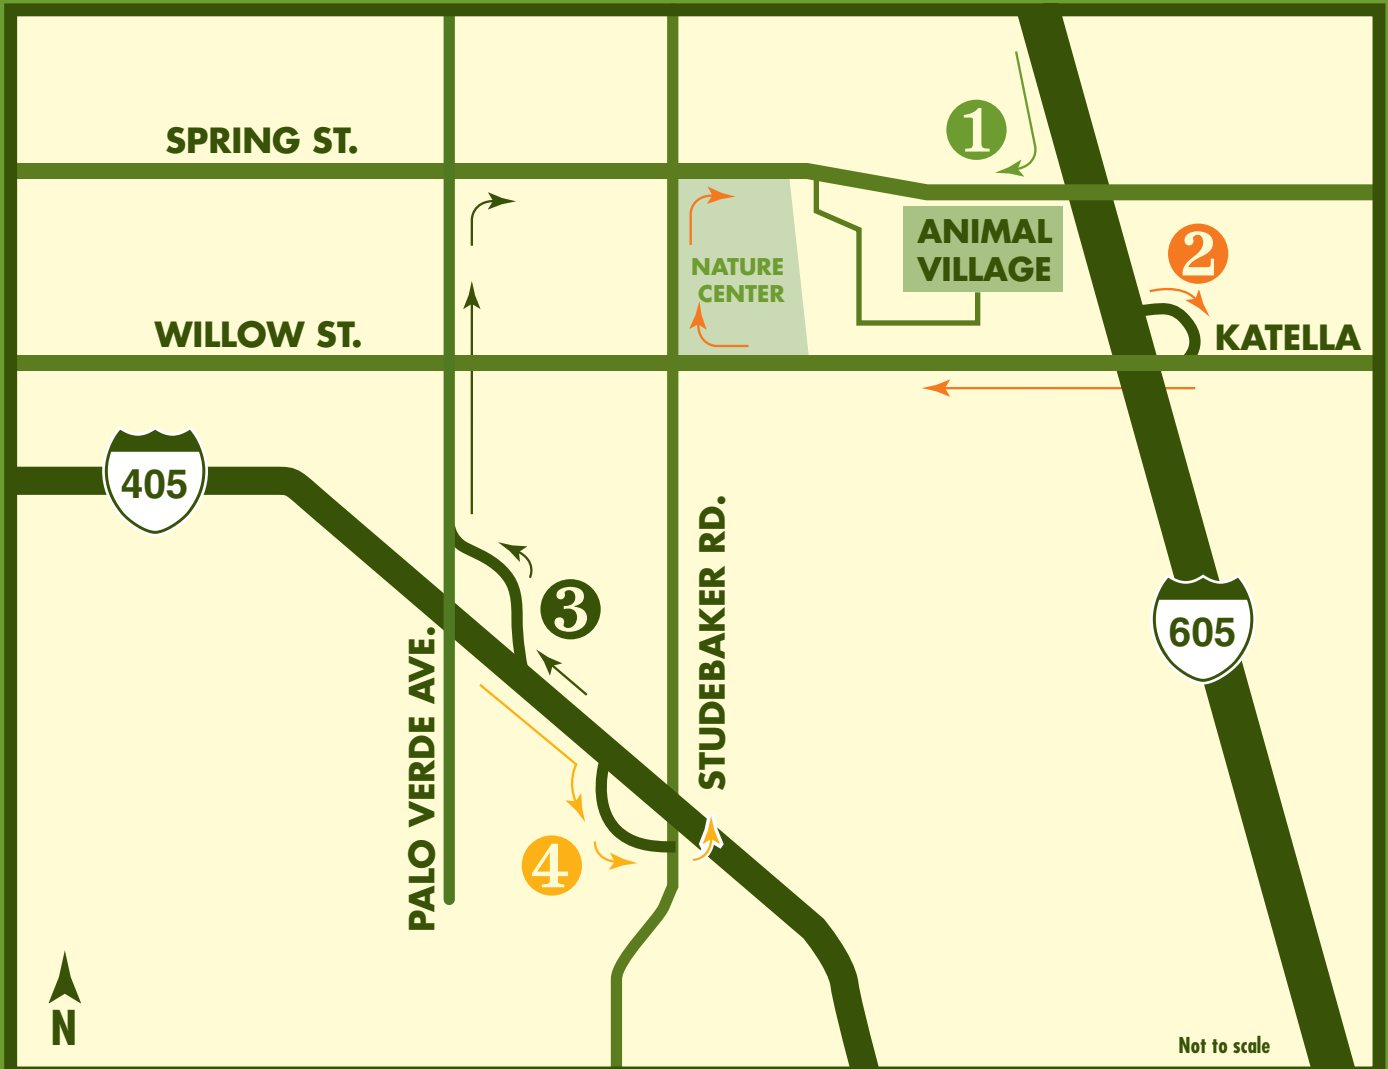 1
SPRING ST.
ANIMAL
VILLAGE
2
NATURE
CENTER
WILLOW ST.
KATELLA
405
STUDEBAKER RD.
3
605
PALO VERDE AVE.
4
N
Not to scale